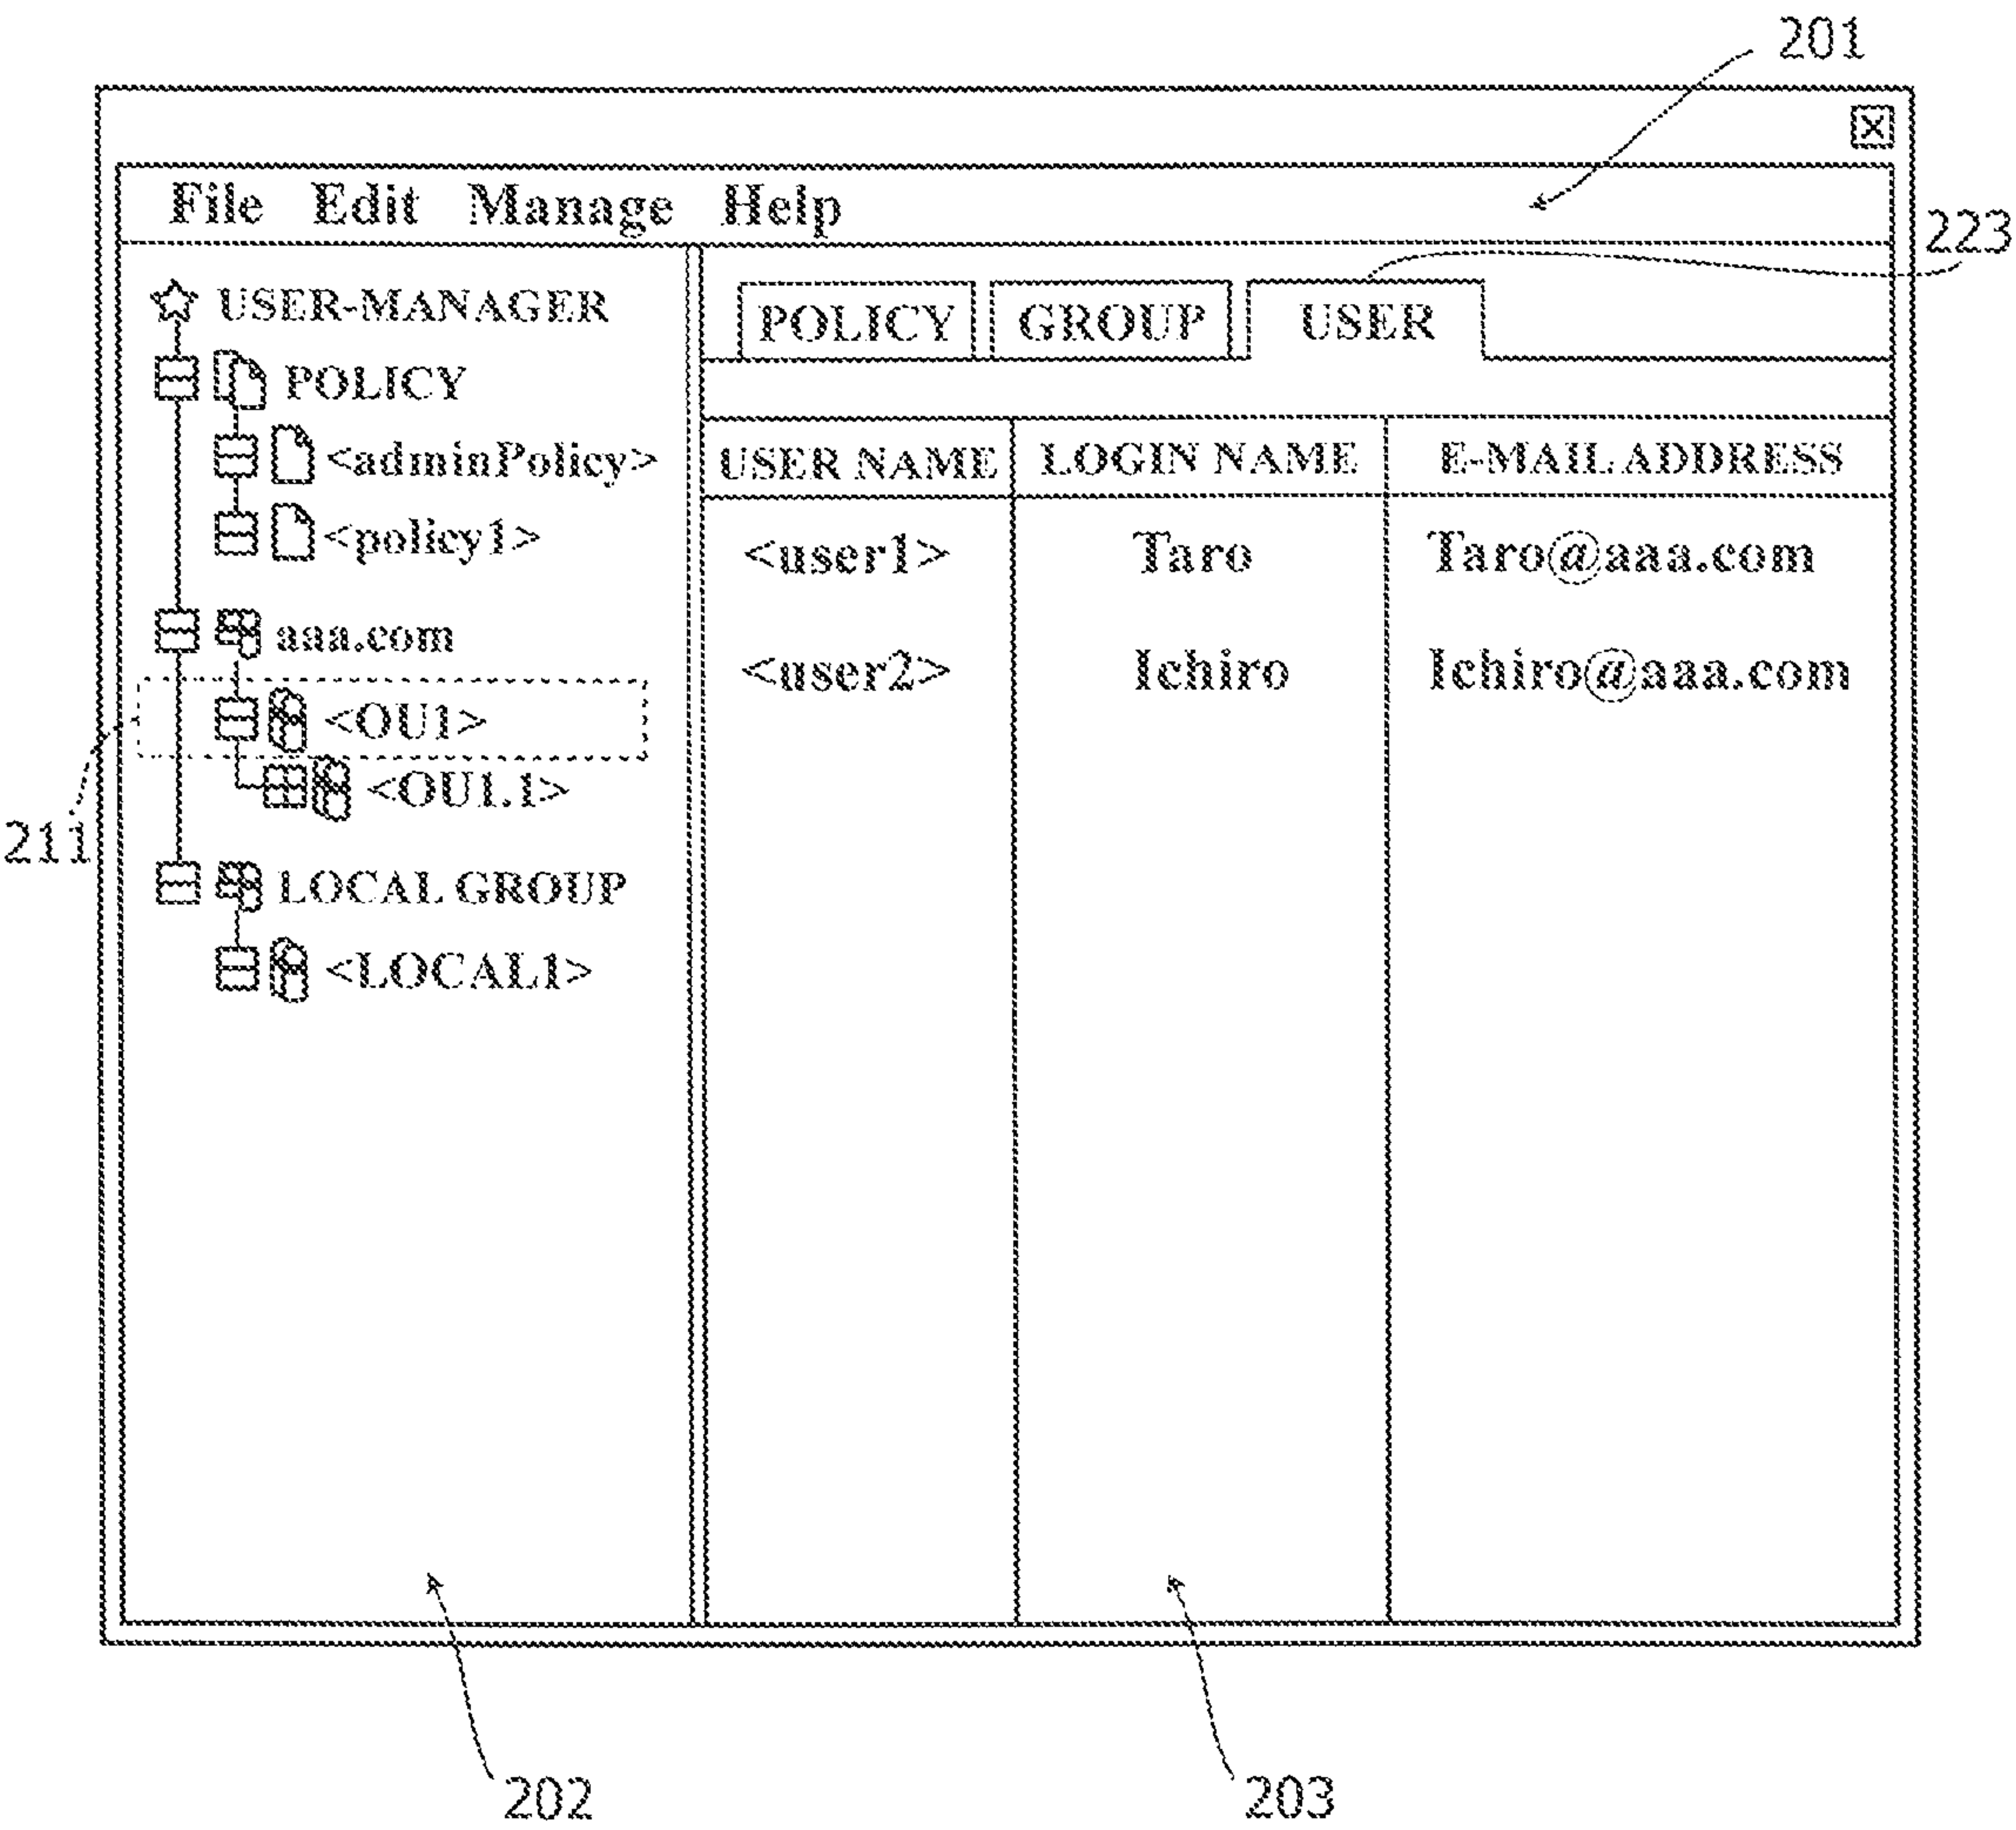 201
File Edit Manage Help
223
USER-MANAGER
POLICY
<adminPolicy>
<policy1>
aaa.com
<OU1>
<OU1.1>
211
LOCAL GROUP
<LOCAL1>
POLICY GROUP USER
USER NAME LOGIN NAME E-MAIL ADDRESS
<user1> Taro Taro@aaa.com
<user2> Ichiro Ichiro@aaa.com
202
203